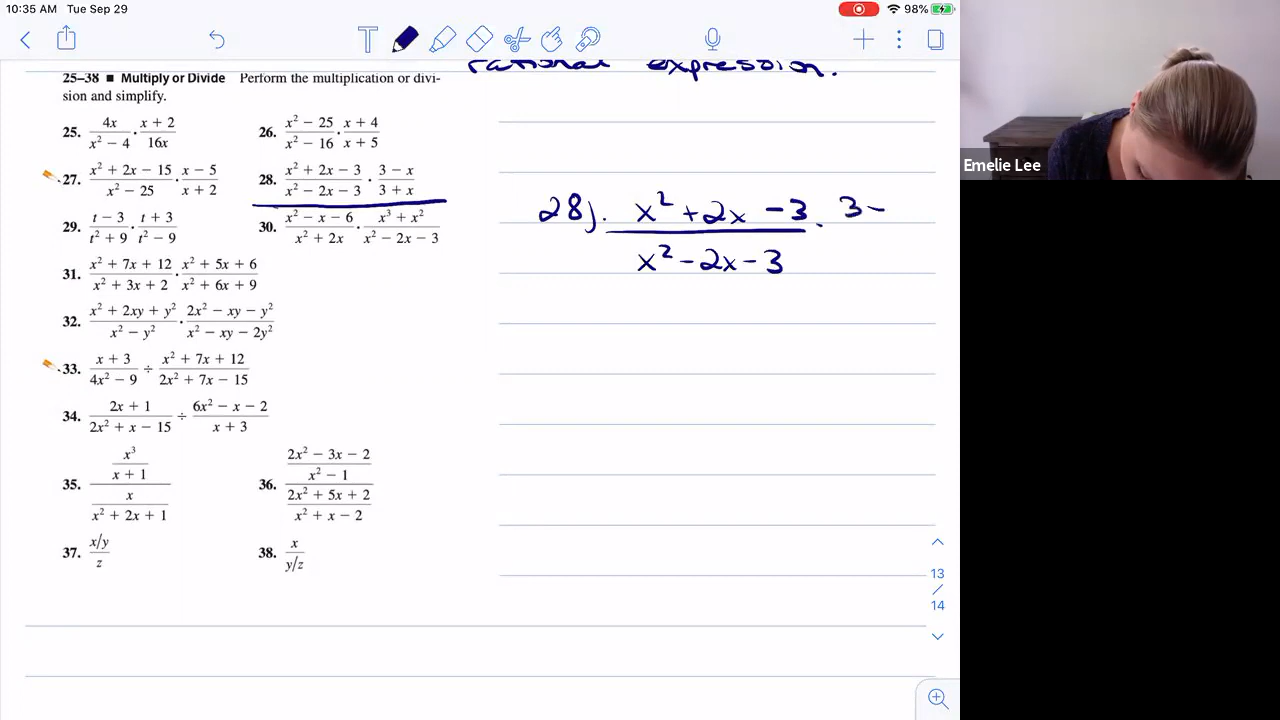 10:35 AM Tue Sep 29
98%
rational expression.
25–38 ■ Multiply or Divide Perform the multiplication or divi-
sion and simplify.
25. 4x/(x² − 4) · (x + 2)/16x
26. (x² − 25)/(x² − 16) · (x + 4)/(x + 5)
27. (x² + 2x − 15)/(x² − 25) · (x − 5)/(x + 2)
28. (x² + 2x − 3)/(x² − 2x − 3) · (3 − x)/(3 + x)
29. (t − 3)/(t² + 9) · (t + 3)/(t² − 9)
30. (x² − x − 6)/(x² + 2x) · (x³ + x²)/(x² − 2x − 3)
31. (x² + 7x + 12)/(x² + 3x + 2) · (x² + 5x + 6)/(x² + 6x + 9)
32. (x² + 2xy + y²)/(x² − y²) · (2x² − xy − y²)/(x² − xy − 2y²)
33. (x + 3)/(4x² − 9) ÷ (x² + 7x + 12)/(2x² + 7x − 15)
34. (2x + 1)/(2x² + x − 15) ÷ (6x² − x − 2)/(x + 3)
35. (x³/(x + 1))/(x/(x² + 2x + 1))
36. ((2x² − 3x − 2)/(x² − 1))/((2x² + 5x + 2)/(x² + x − 2))
37. (x/y)/z
38. x/(y/z)
28). (x² + 2x − 3)/(x² − 2x − 3) · 3 −
13
/
14
Emelie Lee